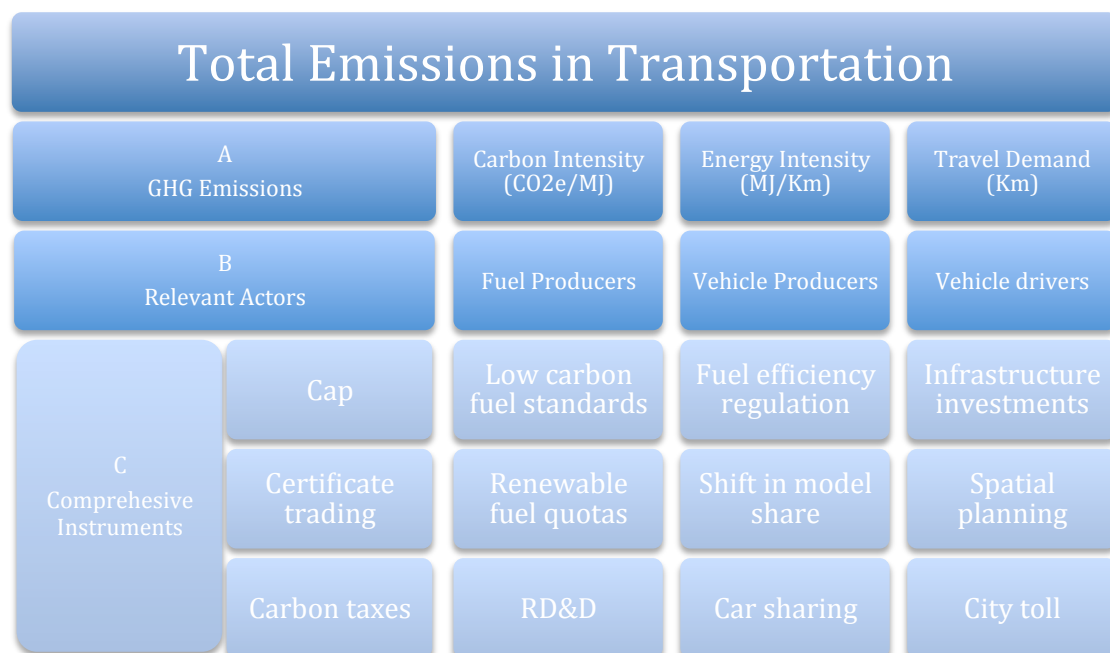 Total Emissions in Transportation
A
GHG Emissions
Carbon Intensity
(CO2e/MJ)
Energy Intensity
(MJ/Km)
Travel Demand
(Km)
B
Relevant Actors
Fuel Producers
Vehicle Producers
Vehicle drivers
C
Comprehesive
Instruments
Cap
Low carbon
fuel standards
Fuel efficiency
regulation
Infrastructure
investments
Certificate
trading
Renewable
fuel quotas
Shift in model
share
Spatial
planning
Carbon taxes
RD&D
Car sharing
City toll